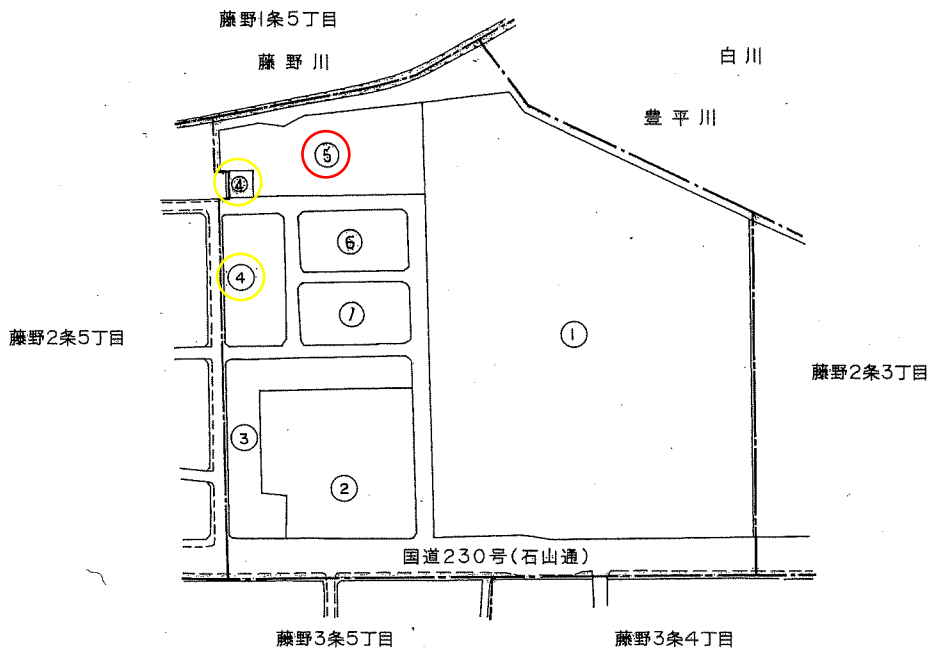 藤野1条5丁目
藤野川
白川
豊平川
⑤
④
⑥
④
⑦
①
藤野2条5丁目
藤野2条3丁目
③
②
国道230号(石山通)
藤野3条5丁目
藤野3条4丁目